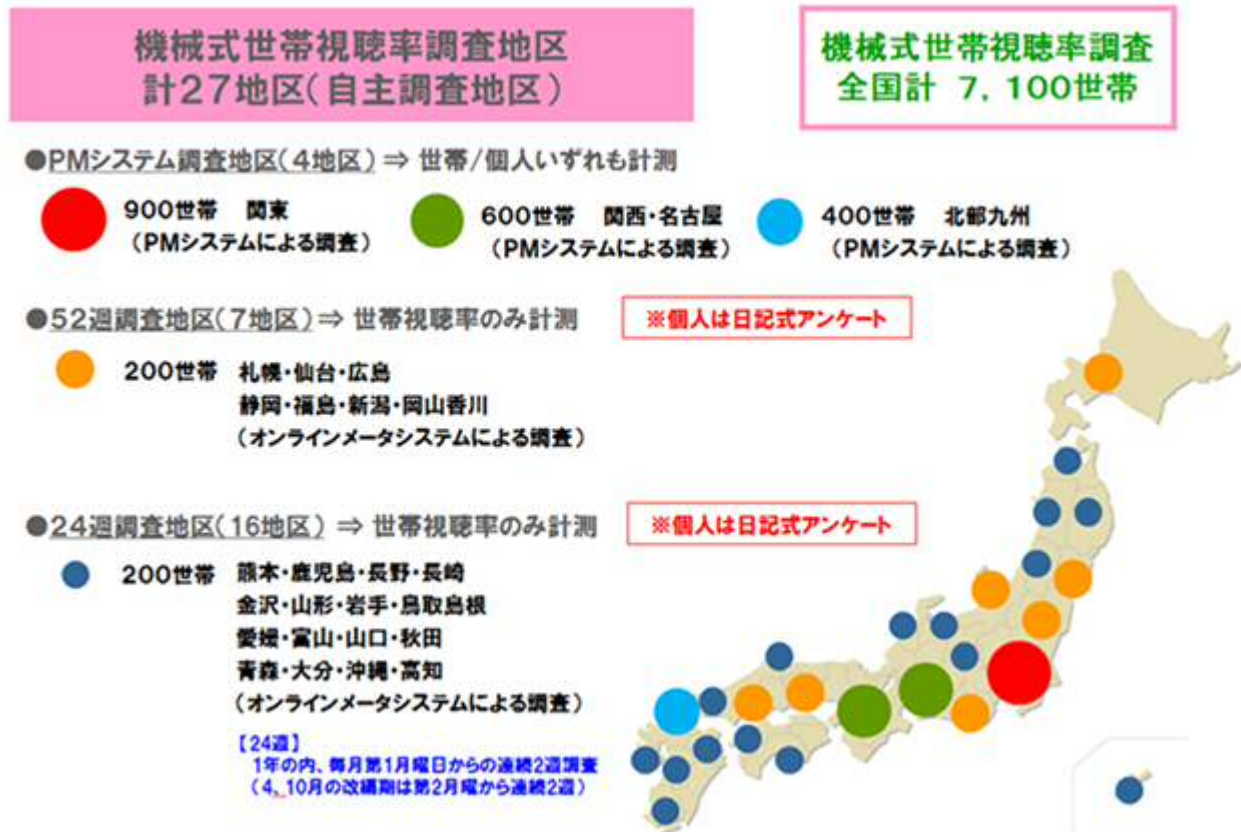 機械式世帯視聴率調査地区
計27地区(自主調査地区)
機械式世帯視聴率調査
全国計 7,100世帯
●PMシステム調査地区(4地区) ⇒ 世帯/個人いずれも計測
900世帯 関東
(PMシステムによる調査)
600世帯 関西・名古屋
(PMシステムによる調査)
400世帯 北部九州
(PMシステムによる調査)
●52週調査地区(7地区) ⇒ 世帯視聴率のみ計測
※個人は日記式アンケート
200世帯 札幌・仙台・広島
静岡・福島・新潟・岡山香川
(オンラインメータシステムによる調査)
●24週調査地区(16地区) ⇒ 世帯視聴率のみ計測
※個人は日記式アンケート
200世帯 熊本・鹿児島・長野・長崎
金沢・山形・岩手・鳥取島根
愛媛・富山・山口・秋田
青森・大分・沖縄・高知
(オンラインメータシステムによる調査)
【24週】
1年の内、毎月第1月曜日からの連続2週調査
(4、10月の改編期は第2月曜から連続2週)